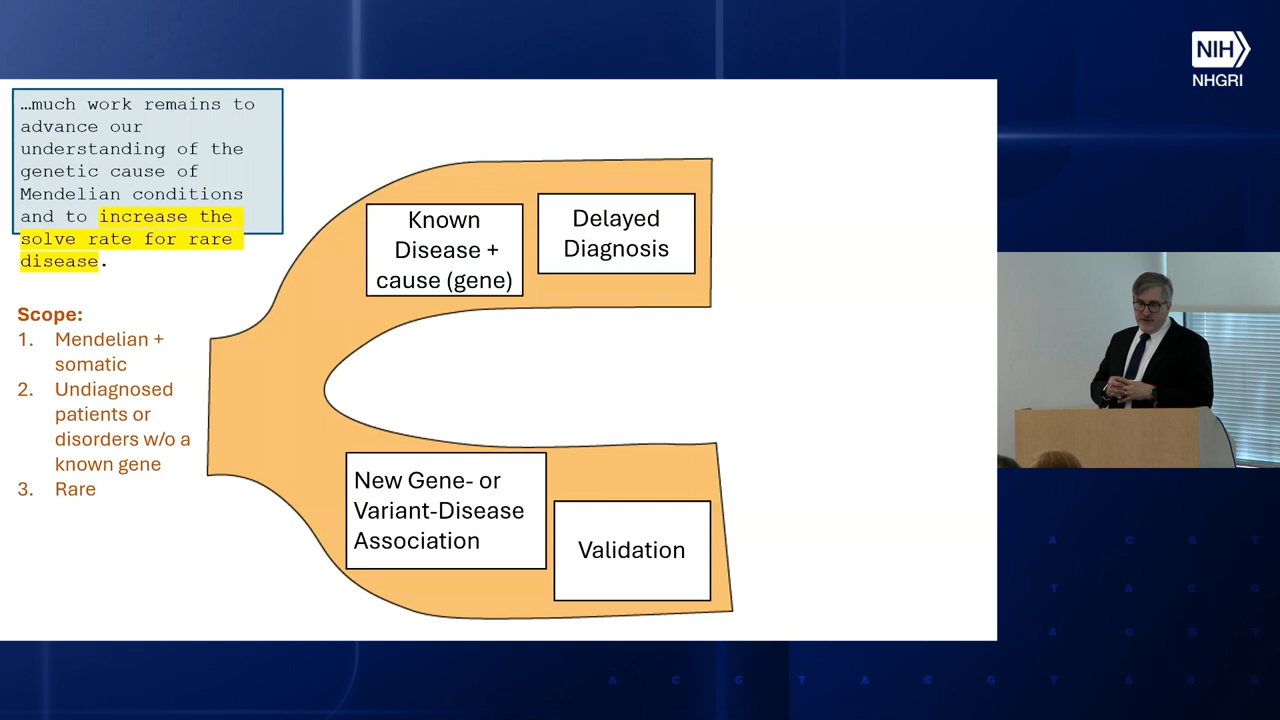 NIH
NHGRI
…much work remains to
advance our
understanding of the
genetic cause of
Mendelian conditions
and to increase the
solve rate for rare
disease.
Scope:
1. Mendelian +
somatic
2. Undiagnosed
patients or
disorders w/o a
known gene
3. Rare
Known
Disease +
cause (gene)
Delayed
Diagnosis
New Gene- or
Variant-Disease
Association
Validation
A C G T
T A C G
A C G T
A C G T A C G T A C G